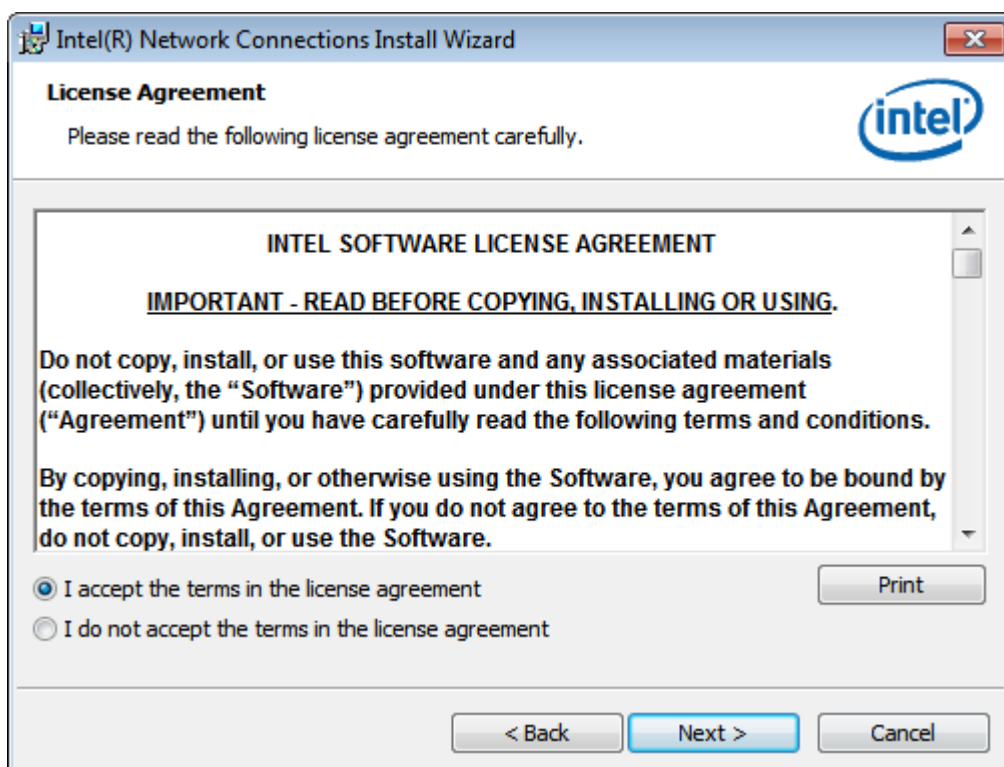 Intel(R) Network Connections Install Wizard
License Agreement
Please read the following license agreement carefully.
intel
INTEL SOFTWARE LICENSE AGREEMENT
IMPORTANT - READ BEFORE COPYING, INSTALLING OR USING.
Do not copy, install, or use this software and any associated materials
(collectively, the “Software”) provided under this license agreement
(“Agreement”) until you have carefully read the following terms and conditions.
By copying, installing, or otherwise using the Software, you agree to be bound by
the terms of this Agreement. If you do not agree to the terms of this Agreement,
do not copy, install, or use the Software.
I accept the terms in the license agreement
Print
I do not accept the terms in the license agreement
< Back
Next >
Cancel